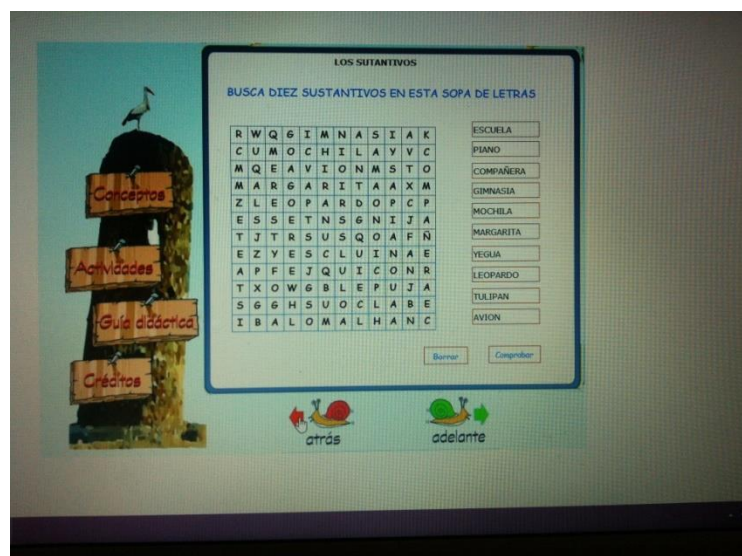 LOS SUTANTIVOS
BUSCA DIEZ SUSTANTIVOS EN ESTA SOPA DE LETRAS
R W Q G I M N A S I A K
C U M O C H I L A Y V C
M Q E A V I O N M S T O
M A R G A R I T A A X M
Z L E O P A R D O P C P
E S S E T N S G N I J A
T J T R S U S Q O A F Ñ
E Z Y E S C L U I N A E
A P F E J Q U I C O N R
T X O W G B L E P U J A
S G G H S U O C L A B E
I B A L O M A L H A N C
ESCUELA
PIANO
COMPAÑERA
GIMNASIA
MOCHILA
MARGARITA
YEGUA
LEOPARDO
TULIPAN
AVION
Borrar
Comprobar
Conceptos
Actividades
Guía didáctica
Créditos
atrás
adelante